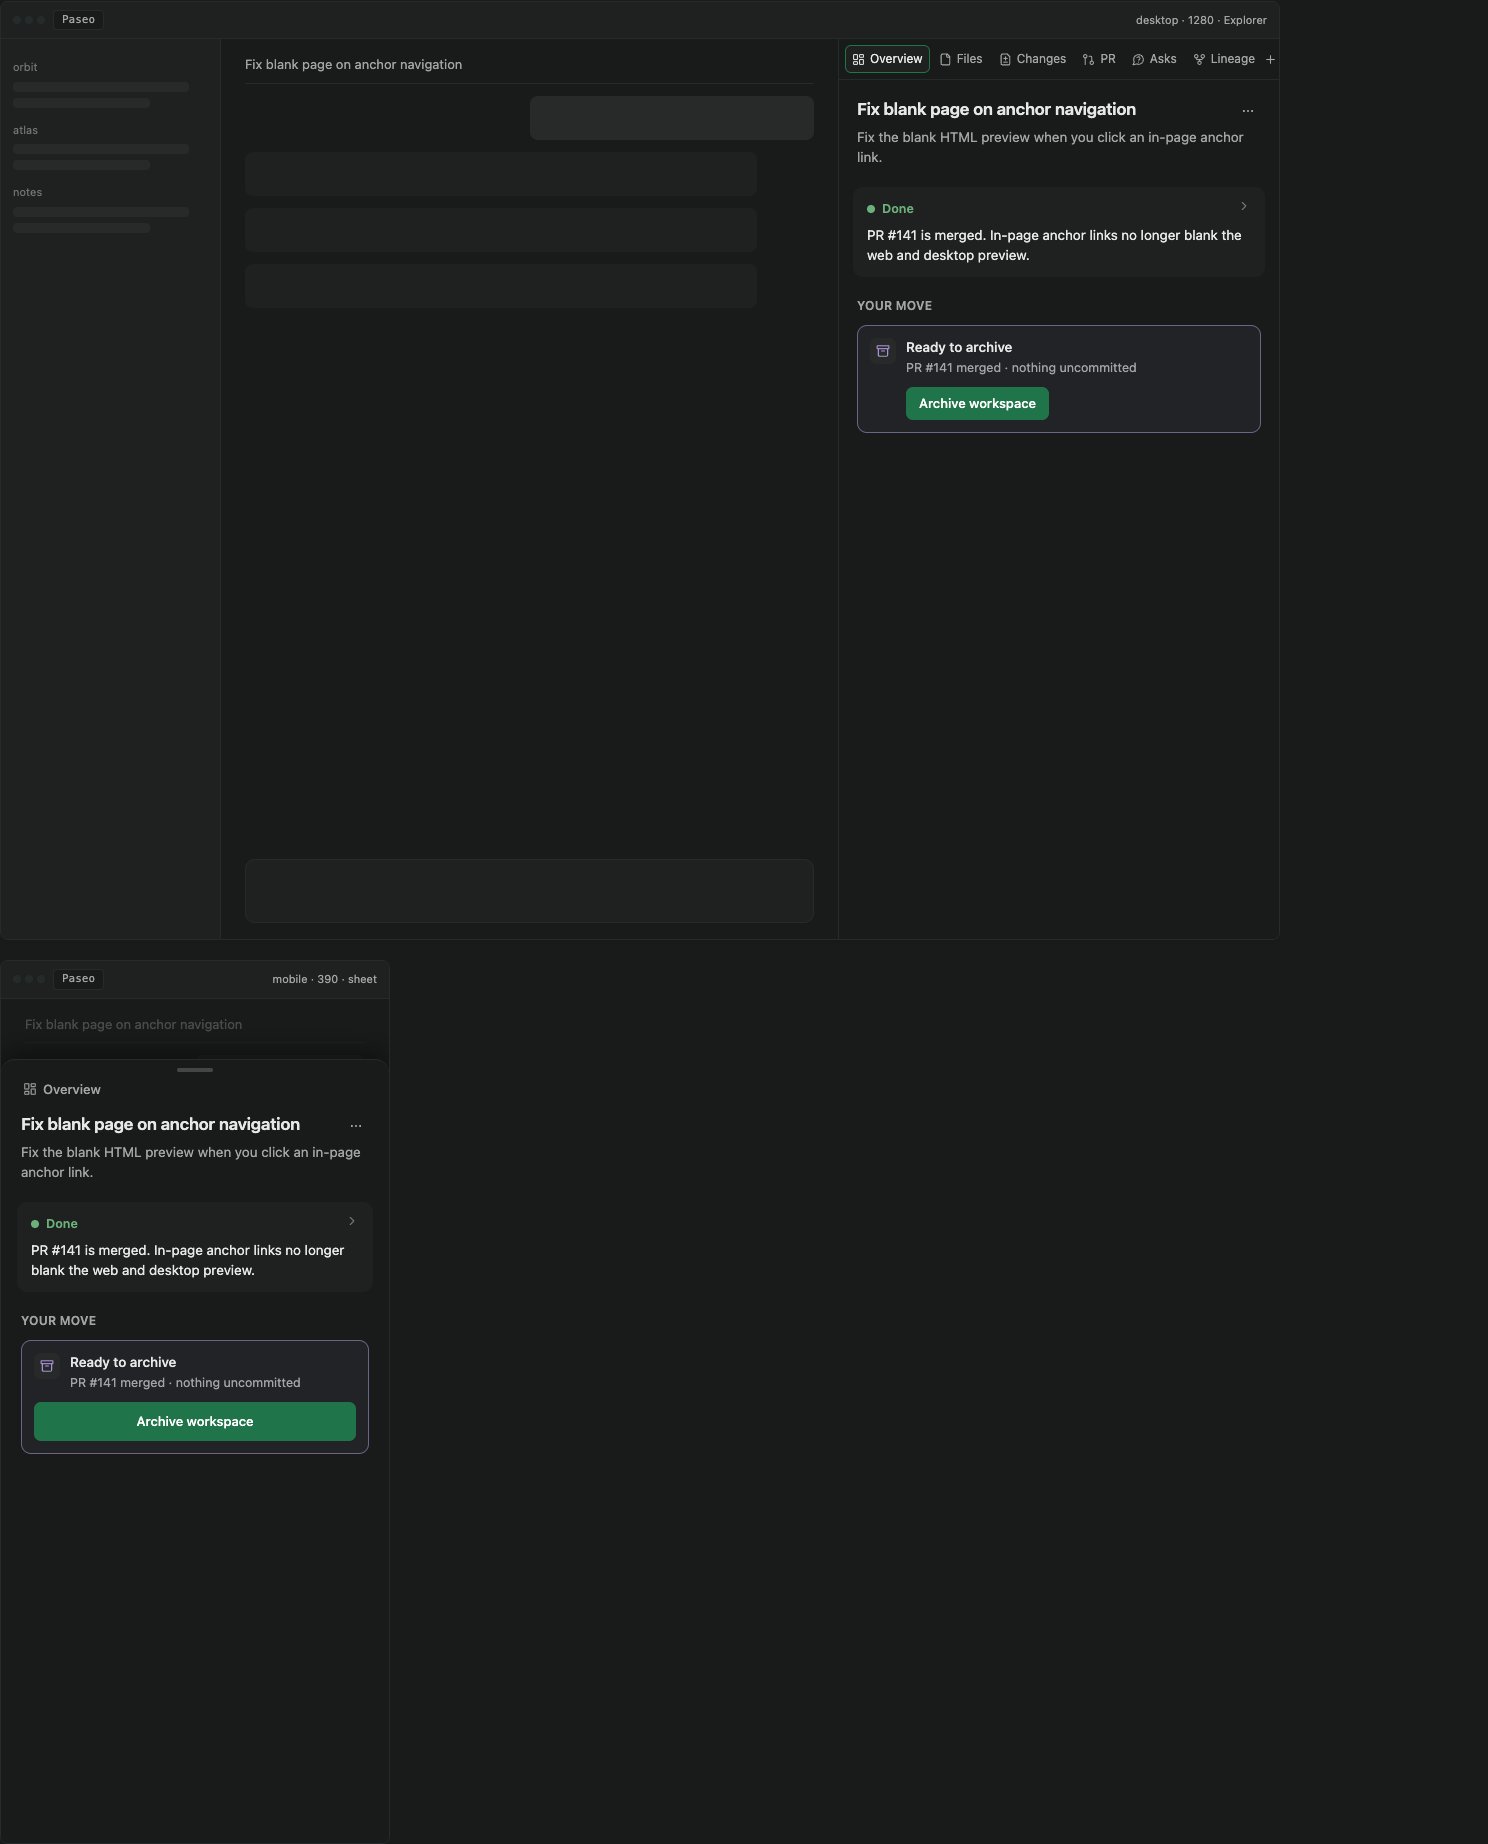 Paseo
desktop · 1280 · Explorer
orbit
atlas
notes
Fix blank page on anchor navigation
Overview
Files
Changes
PR
Asks
Lineage
+
Fix blank page on anchor navigation
...
Fix the blank HTML preview when you click an in-page anchor
link.
Done
PR #141 is merged. In-page anchor links no longer blank the
web and desktop preview.
YOUR MOVE
Ready to archive
PR #141 merged · nothing uncommitted
Archive workspace
Paseo
mobile · 390 · sheet
Fix blank page on anchor navigation
Overview
Fix blank page on anchor navigation
...
Fix the blank HTML preview when you click an in-page
anchor link.
Done
PR #141 is merged. In-page anchor links no longer
blank the web and desktop preview.
YOUR MOVE
Ready to archive
PR #141 merged · nothing uncommitted
Archive workspace